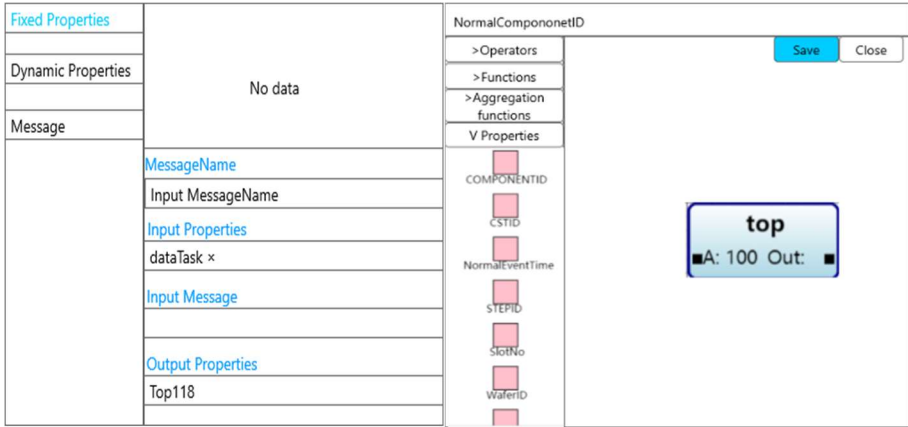 Fixed Properties
Dynamic Properties
Message
No data
MessageName
Input MessageName
Input Properties
dataTask ×
Input Message
Output Properties
Top118
NormalCompononetID
>Operators
>Functions
>Aggregation
functions
V Properties
COMPONENTID
CSTID
NormalEventTime
STEPID
SlotNo
WaferID
Save
Close
top
A: 100 Out: